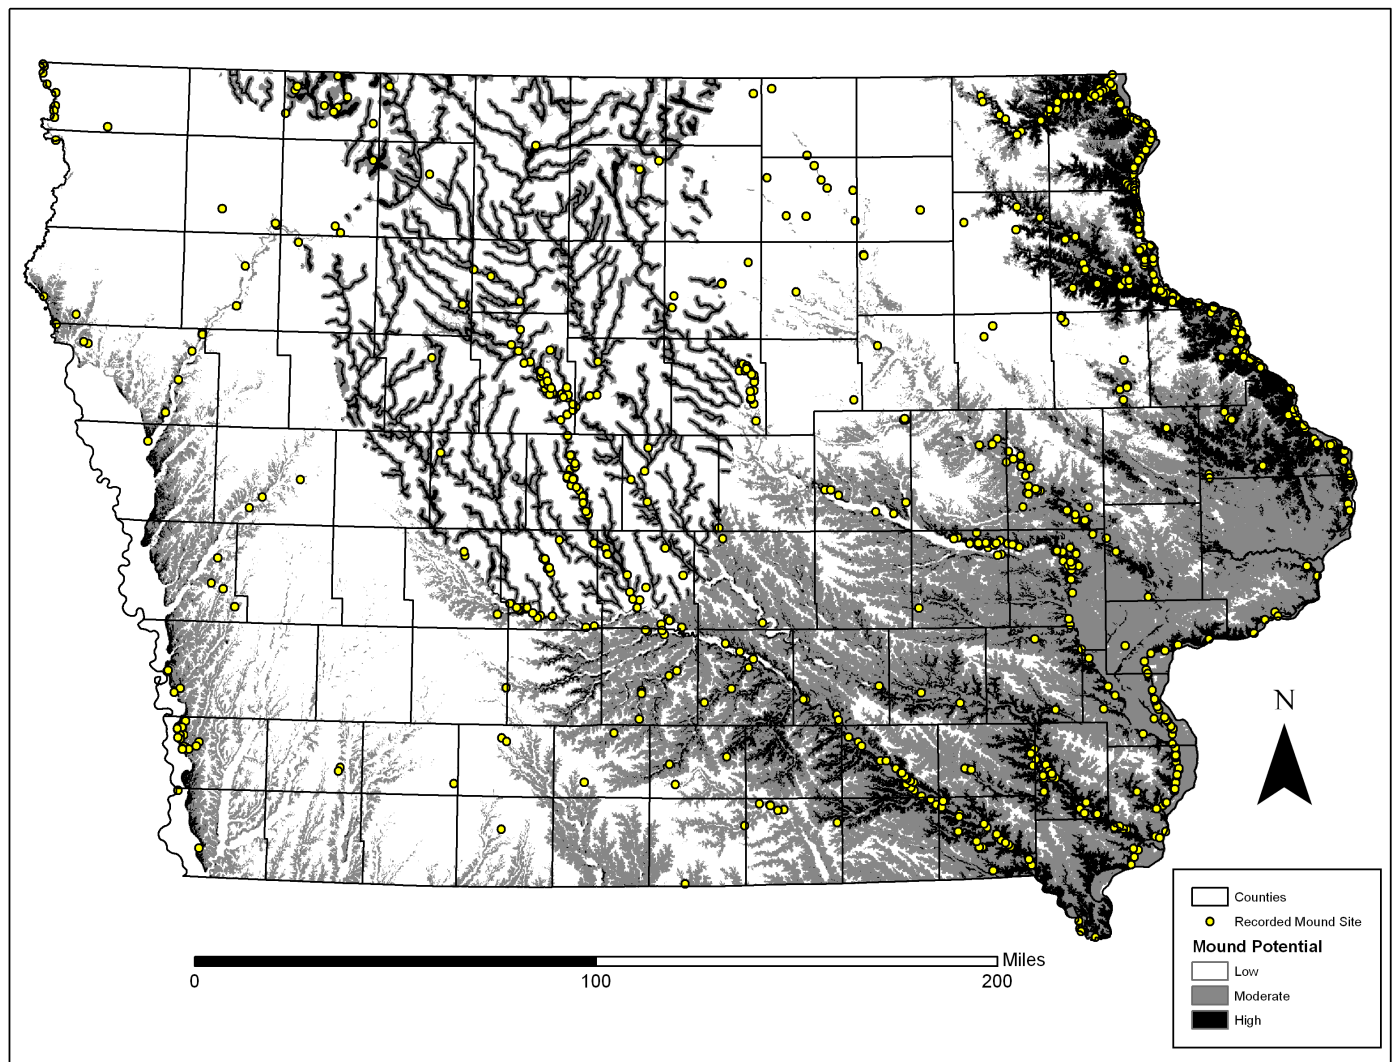 N
Counties
Recorded Mound Site
Mound Potential
Low
Moderate
High
Miles
0 100 200